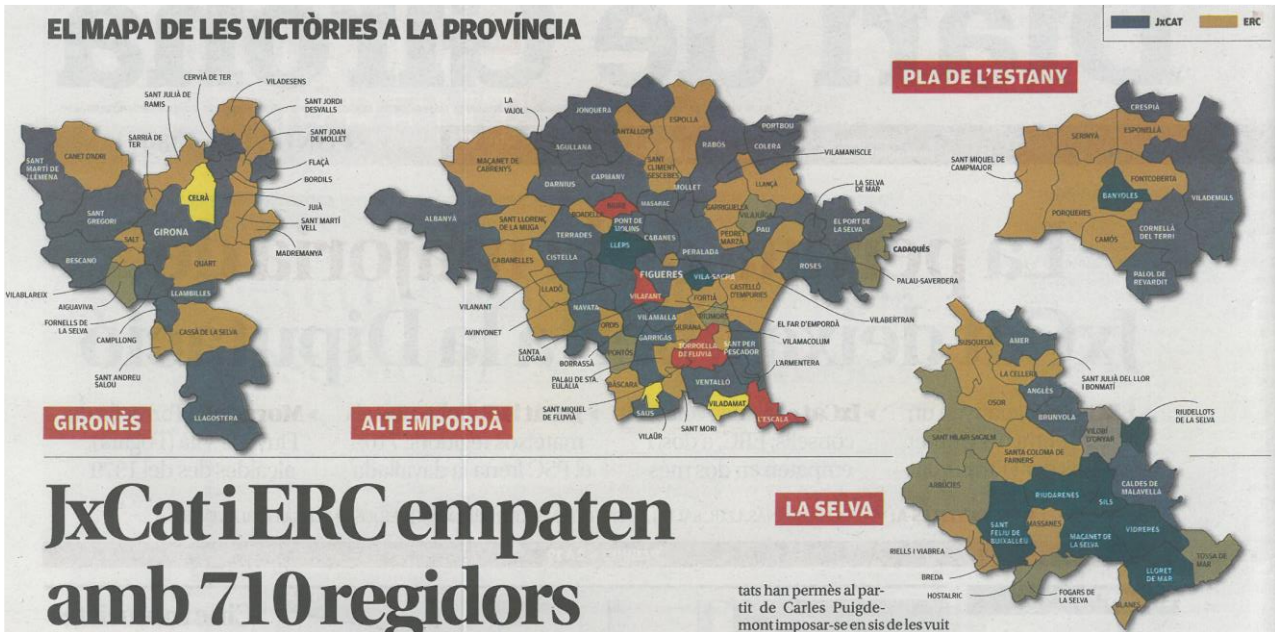 EL MAPA DE LES VICTÒRIES A LA PROVÍNCIA
JxCAT
ERC
CERVIÀ DE TER
VILADESENS
SANT JULIÀ DE
RAMIS
SANT JORDI
DESVALLS
SARRIÀ DE
TER
SANT JOAN
DE MOLLET
FLAÇÀ
BORDILS
JUIÀ
SANT MARTÍ
VELL
MADREMANYA
SANT
MARTÍ DE
LLÉMENA
CANET D'ADRI
CELRÀ
SANT
GREGORI
GIRONA
SALT
BESCANÓ
QUART
VILABLAREIX
AIGUAVIVA
LLAMBILLES
FORNELLS DE
LA SELVA
CAMPLLONG
CASSÀ DE LA SELVA
SANT ANDREU
SALOU
LLAGOSTERA
GIRONÈS
LA
VAJOL
JONQUERA
AGULLANA
CANTALLOPS
ESPOLLA
RABÓS
PORTBOU
COLERA
VILAMANISCLE
MAÇANET DE
CABRENYS
SANT
CLIMENT
SESCEBES
DARNIUS
CAPMANY
MOLLET
LLANÇÀ
LA SELVA
DE MAR
ALBANYÀ
SANT LLORENÇ
DE LA MUGA
BOADELLA
MASARAC
GARRIGUELLA
VILAJUÏGA
EL PORT DE
LA SELVA
TERRADES
PONT DE
MOLINS
CABANES
PEDRET
MARZÀ
PAU
CADAQUÉS
LLERS
CABANELLES
CISTELLA
PERALADA
PALAU-SAVERDERA
FIGUERES
VILA-SACRA
ROSES
LLADÓ
VILAFANT
CASTELLÓ
D'EMPÚRIES
VILANANT
NAVATA
FORTIÀ
VILABERTRAN
AVINYONET
ORDIS
VILAMALLA
RIUMORS
EL FAR D'EMPORDÀ
SANTA
LLOGAIA
GARRIGÀS
SIURANA
VILAMACOLUM
BORRASSÀ
PONTÓS
TORROELLA
DE FLUVIÀ
SANT PERE
PESCADOR
L'ARMENTERA
PALAU DE STA.
EULALIA
BÀSCARA
VENTALLÓ
SANT MIQUEL
DE FLUVIÀ
SAUS
VILADAMAT
L'ESCALA
VILAÜR
SANT MORI
ALT EMPORDÀ
PLA DE L'ESTANY
CRESPIÀ
SERINYÀ
ESPONELLÀ
SANT MIQUEL DE
CAMPMAJOR
FONTCOBERTA
BANYOLES
VILADEMULS
PORQUERES
CORNELLÀ
DEL TERRI
CAMÓS
PALOL DE
REVARDIT
SUSQUEDA
AMER
LA CELLERA
SANT JULIÀ DEL LLOR
I BONMATÍ
ANGLÈS
OSOR
BRUNYOLA
RIUDELLOTS
DE LA SELVA
VILOBÍ
D'ONYAR
SANT HILARI SACALM
SANTA COLOMA DE
FARNERS
CALDES DE
MALAVELLA
ARBÚCIES
RIUDARENES
SILS
SANT
FELIU DE
BUIXALLEU
MASSANES
MAÇANET DE
LA SELVA
VIDRERES
TOSSA DE
MAR
RIELLS I VIABREA
BREDA
LLORET
DE MAR
HOSTALRIC
FOGARS DE
LA SELVA
BLANES
LA SELVA
JxCat i ERC empaten
amb 710 regidors
tats han permès al par-
tit de Carles Puigde-
mont imposar-se en sis de les vuit